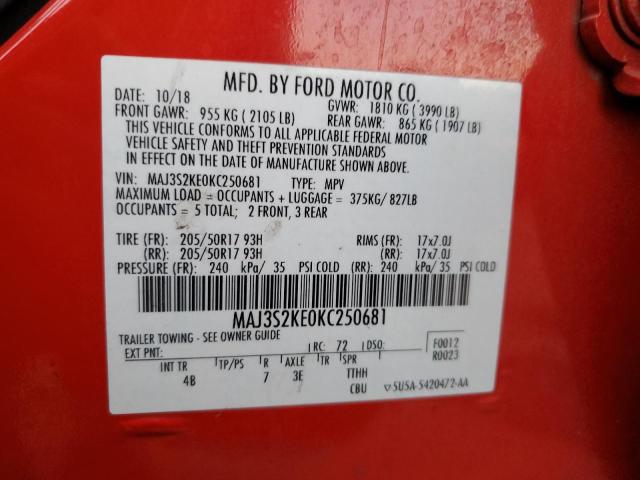 MFD. BY FORD MOTOR CO.
DATE: 10/18 GVWR: 1810 KG ( 3990 LB)
FRONT GAWR: 955 KG ( 2105 LB) REAR GAWR: 865 KG ( 1907 LB)
THIS VEHICLE CONFORMS TO ALL APPLICABLE FEDERAL MOTOR
VEHICLE SAFETY AND THEFT PREVENTION STANDARDS
IN EFFECT ON THE DATE OF MANUFACTURE SHOWN ABOVE.
VIN: MAJ3S2KE0KC250681 TYPE: MPV
MAXIMUM LOAD = OCCUPANTS + LUGGAGE = 375KG/ 827LB
OCCUPANTS = 5 TOTAL; 2 FRONT, 3 REAR
TIRE (FR): 205/50R17 93H RIMS (FR): 17x7.0J
(RR): 205/50R17 93H (RR): 17x7.0J
PRESSURE (FR): 240 kPa/ 35 PSI COLD (RR): 240 kPa/ 35 PSI COLD
MAJ3S2KE0KC250681
TRAILER TOWING - SEE OWNER GUIDE
EXT PNT: RC: 72 DSO: F0012
R0023
INT TR TP/PS R AXLE TR SPR
4B 7 3E TTHH
CBU 5U5A-5420472-AA